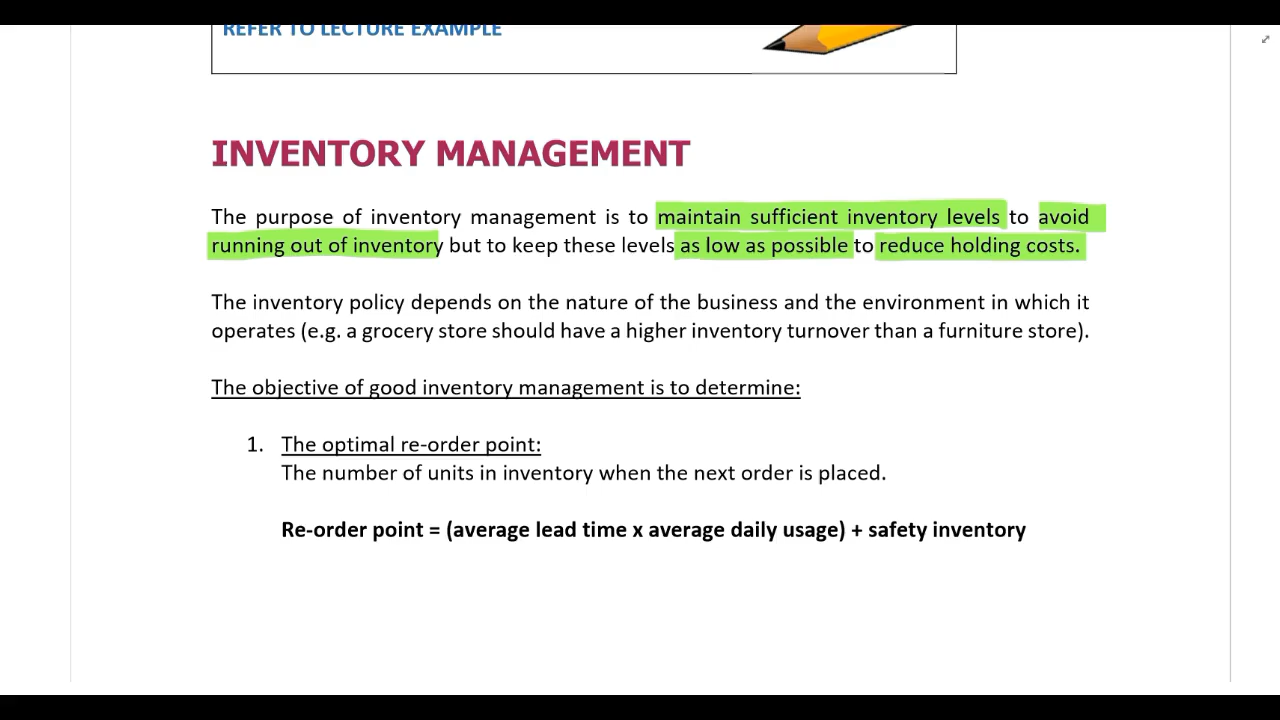 REFER TO LECTURE EXAMPLE
INVENTORY MANAGEMENT
The purpose of inventory management is to maintain sufficient inventory levels to avoid
running out of inventory but to keep these levels as low as possible to reduce holding costs.
The inventory policy depends on the nature of the business and the environment in which it
operates (e.g. a grocery store should have a higher inventory turnover than a furniture store).
The objective of good inventory management is to determine:
1. The optimal re-order point:
The number of units in inventory when the next order is placed.
Re-order point = (average lead time x average daily usage) + safety inventory